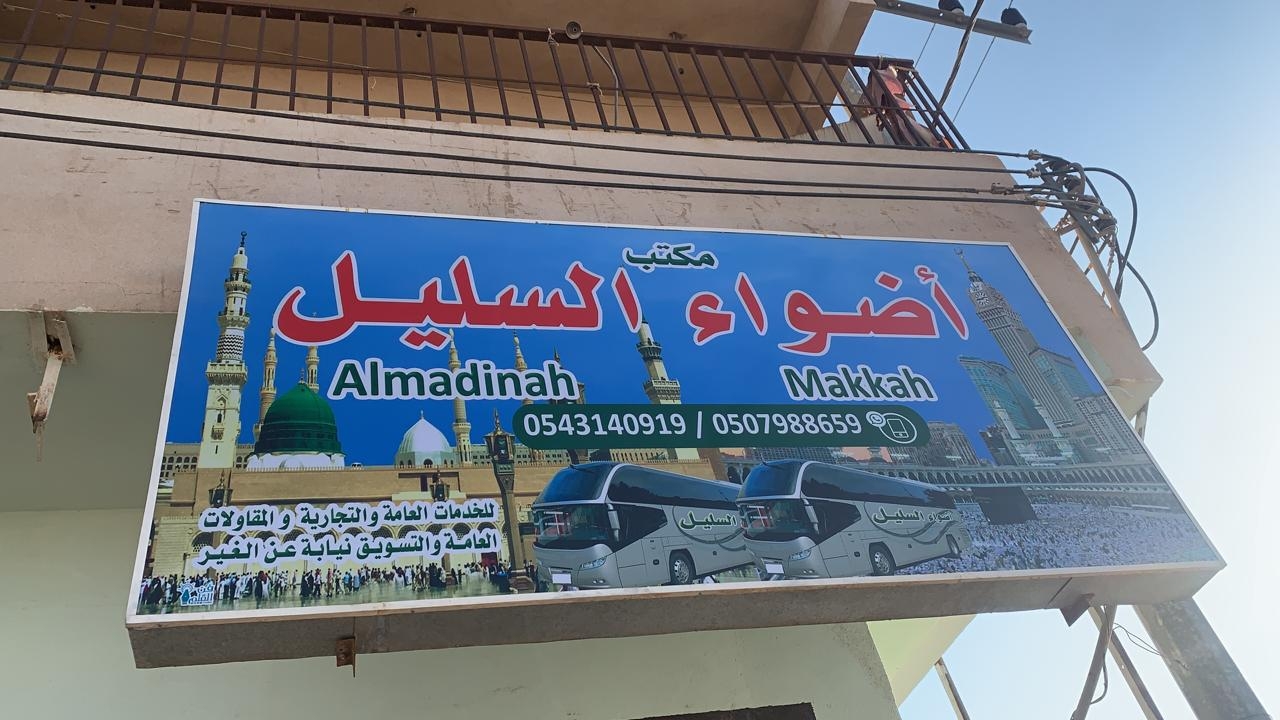 مكتب
أضواء السليل
Almadinah Makkah
0543140919 / 0507988659
للخدمات العامة والتجارية و المقاولات
العامة والتسويق نيابة عن الغير
السليل
أضواء السليل